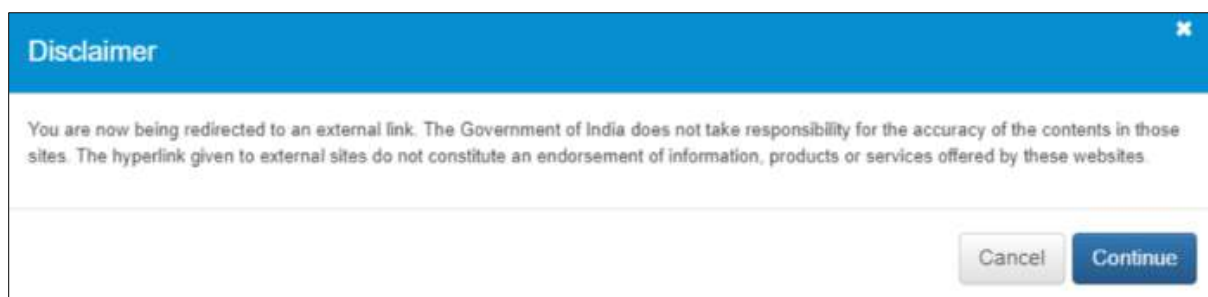 Disclaimer
You are now being redirected to an external link. The Government of India does not take responsibility for the accuracy of the contents in those
sites. The hyperlink given to external sites do not constitute an endorsement of information, products or services offered by these websites.
Cancel
Continue